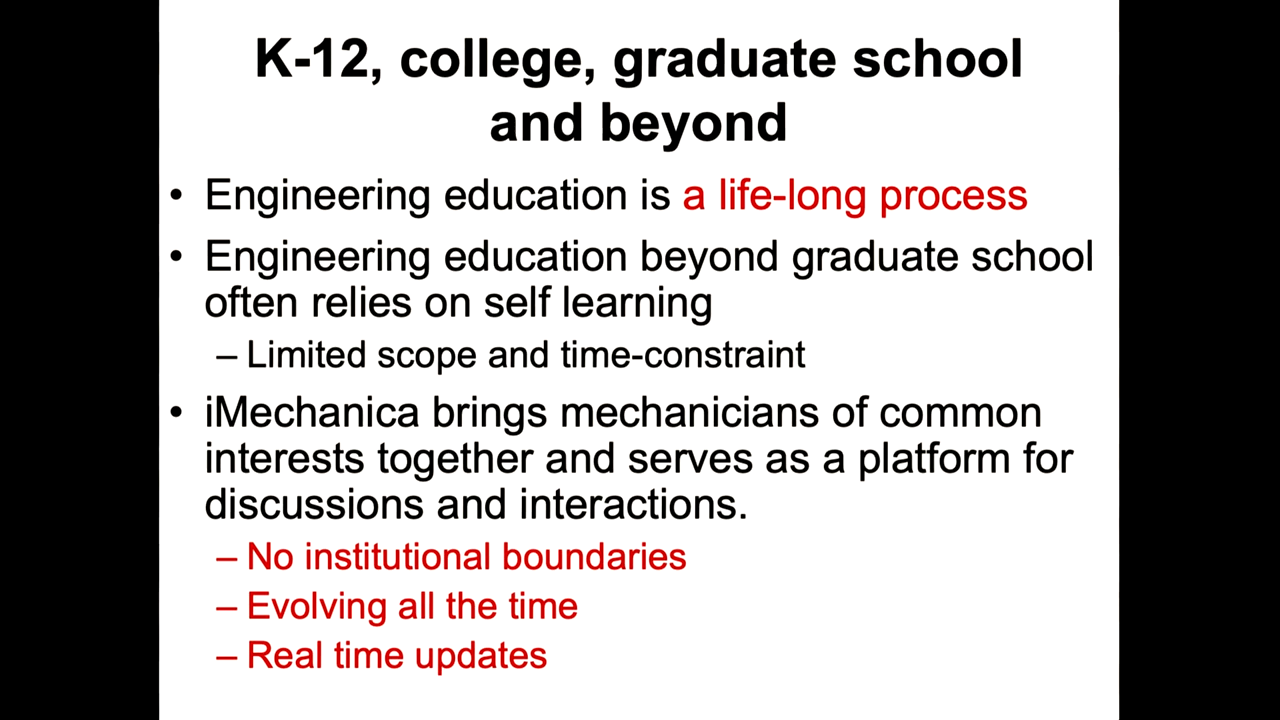 K-12, college, graduate school
and beyond
• Engineering education is a life-long process
• Engineering education beyond graduate school
often relies on self learning
– Limited scope and time-constraint
• iMechanica brings mechanicians of common
interests together and serves as a platform for
discussions and interactions.
– No institutional boundaries
– Evolving all the time
– Real time updates